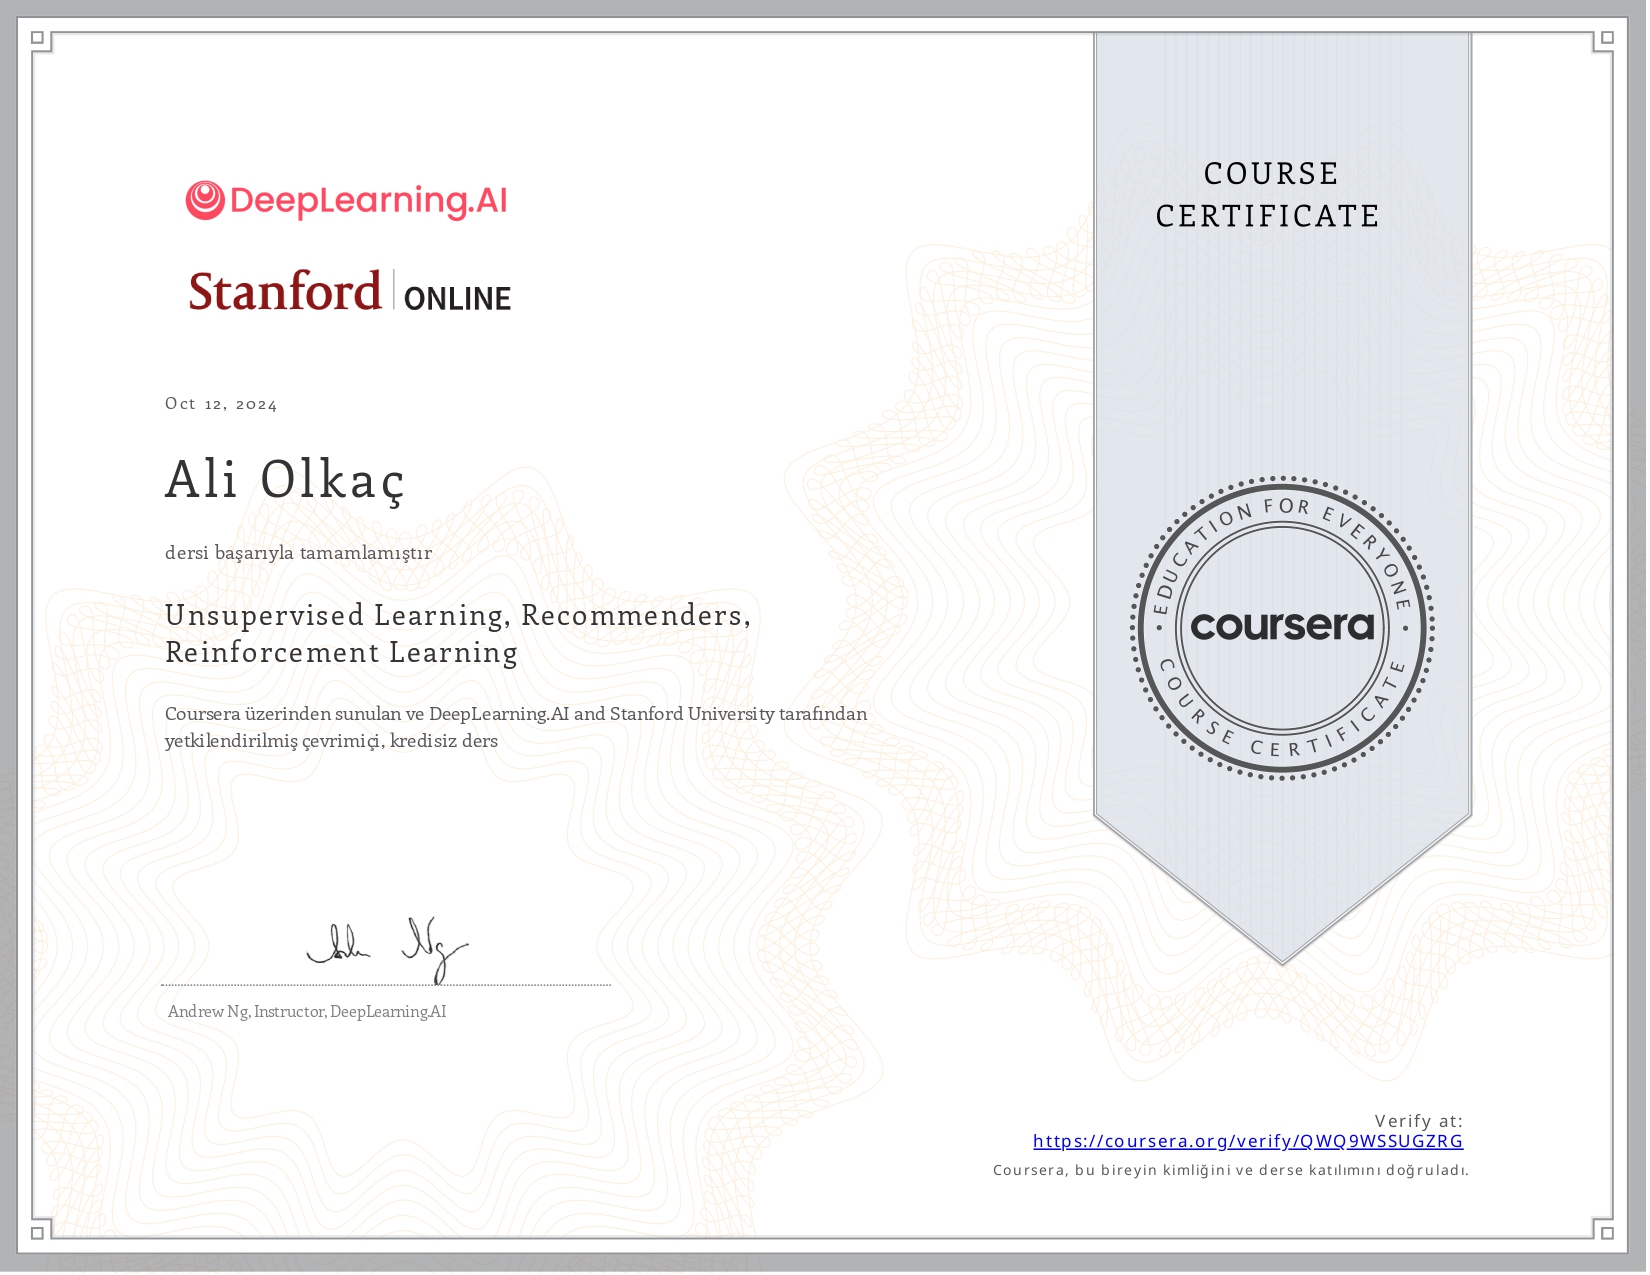 DeepLearning.AI
Stanford ONLINE
Oct 12, 2024
Ali Olkaç
dersi başarıyla tamamlamıştır
Unsupervised Learning, Recommenders,
Reinforcement Learning
Coursera üzerinden sunulan ve DeepLearning.AI and Stanford University tarafından
yetkilendirilmiş çevrimiçi, kredisiz ders
Andrew Ng
Andrew Ng, Instructor, DeepLearning.AI
COURSE
CERTIFICATE
EDUCATION FOR EVERYONE
coursera
COURSE CERTIFICATE
Verify at:
https://coursera.org/verify/QWQ9WSSUGZRG
Coursera, bu bireyin kimliğini ve derse katılımını doğruladı.